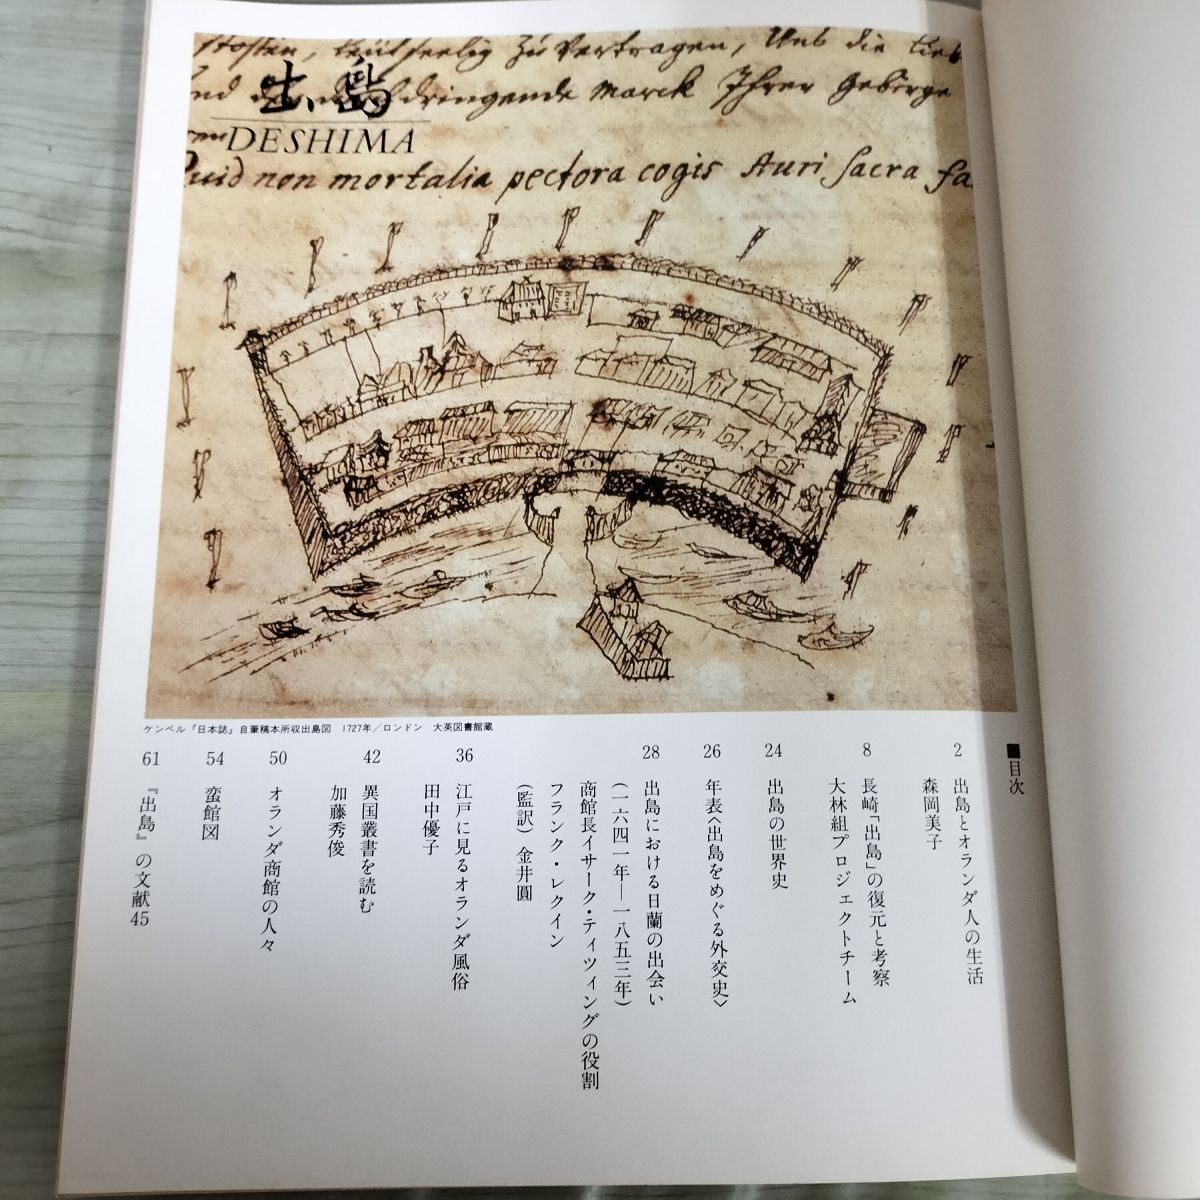 zu Vertragen, Und die
dringende Marck Ihrer Gebirge
出島
DESHIMA
Quid non mortalia pectora cogis Auri sacra fa
ケンペル『日本誌』自筆稿本所収出島図　1727年／ロンドン　大英図書館蔵
■目次
2　出島とオランダ人の生活
森岡美子
8　長崎「出島」の復元と考察
大林組プロジェクトチーム
24　出島の世界史
26　年表〈出島をめぐる外交史〉
28　出島における日蘭の出会い
（一六四一年―一八五三年）
商館長イサーク・ティツィングの役割
フランク・レクイン
（監訳）金井圓
36　江戸に見るオランダ風俗
田中優子
42　異国叢書を読む
加藤秀俊
50　オランダ商館の人々
54　蛮館図
61　『出島』の文献45